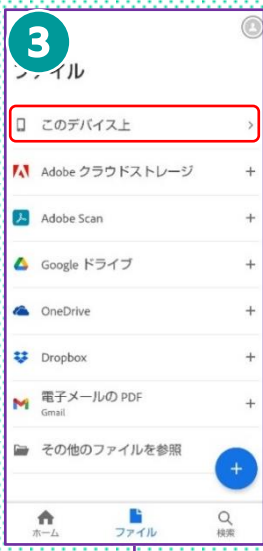 3
ファイル
このデバイス上
Adobe クラウドストレージ
Adobe Scan
Google ドライブ
OneDrive
Dropbox
電子メールの PDF
Gmail
その他のファイルを参照
ホーム ファイル 検索